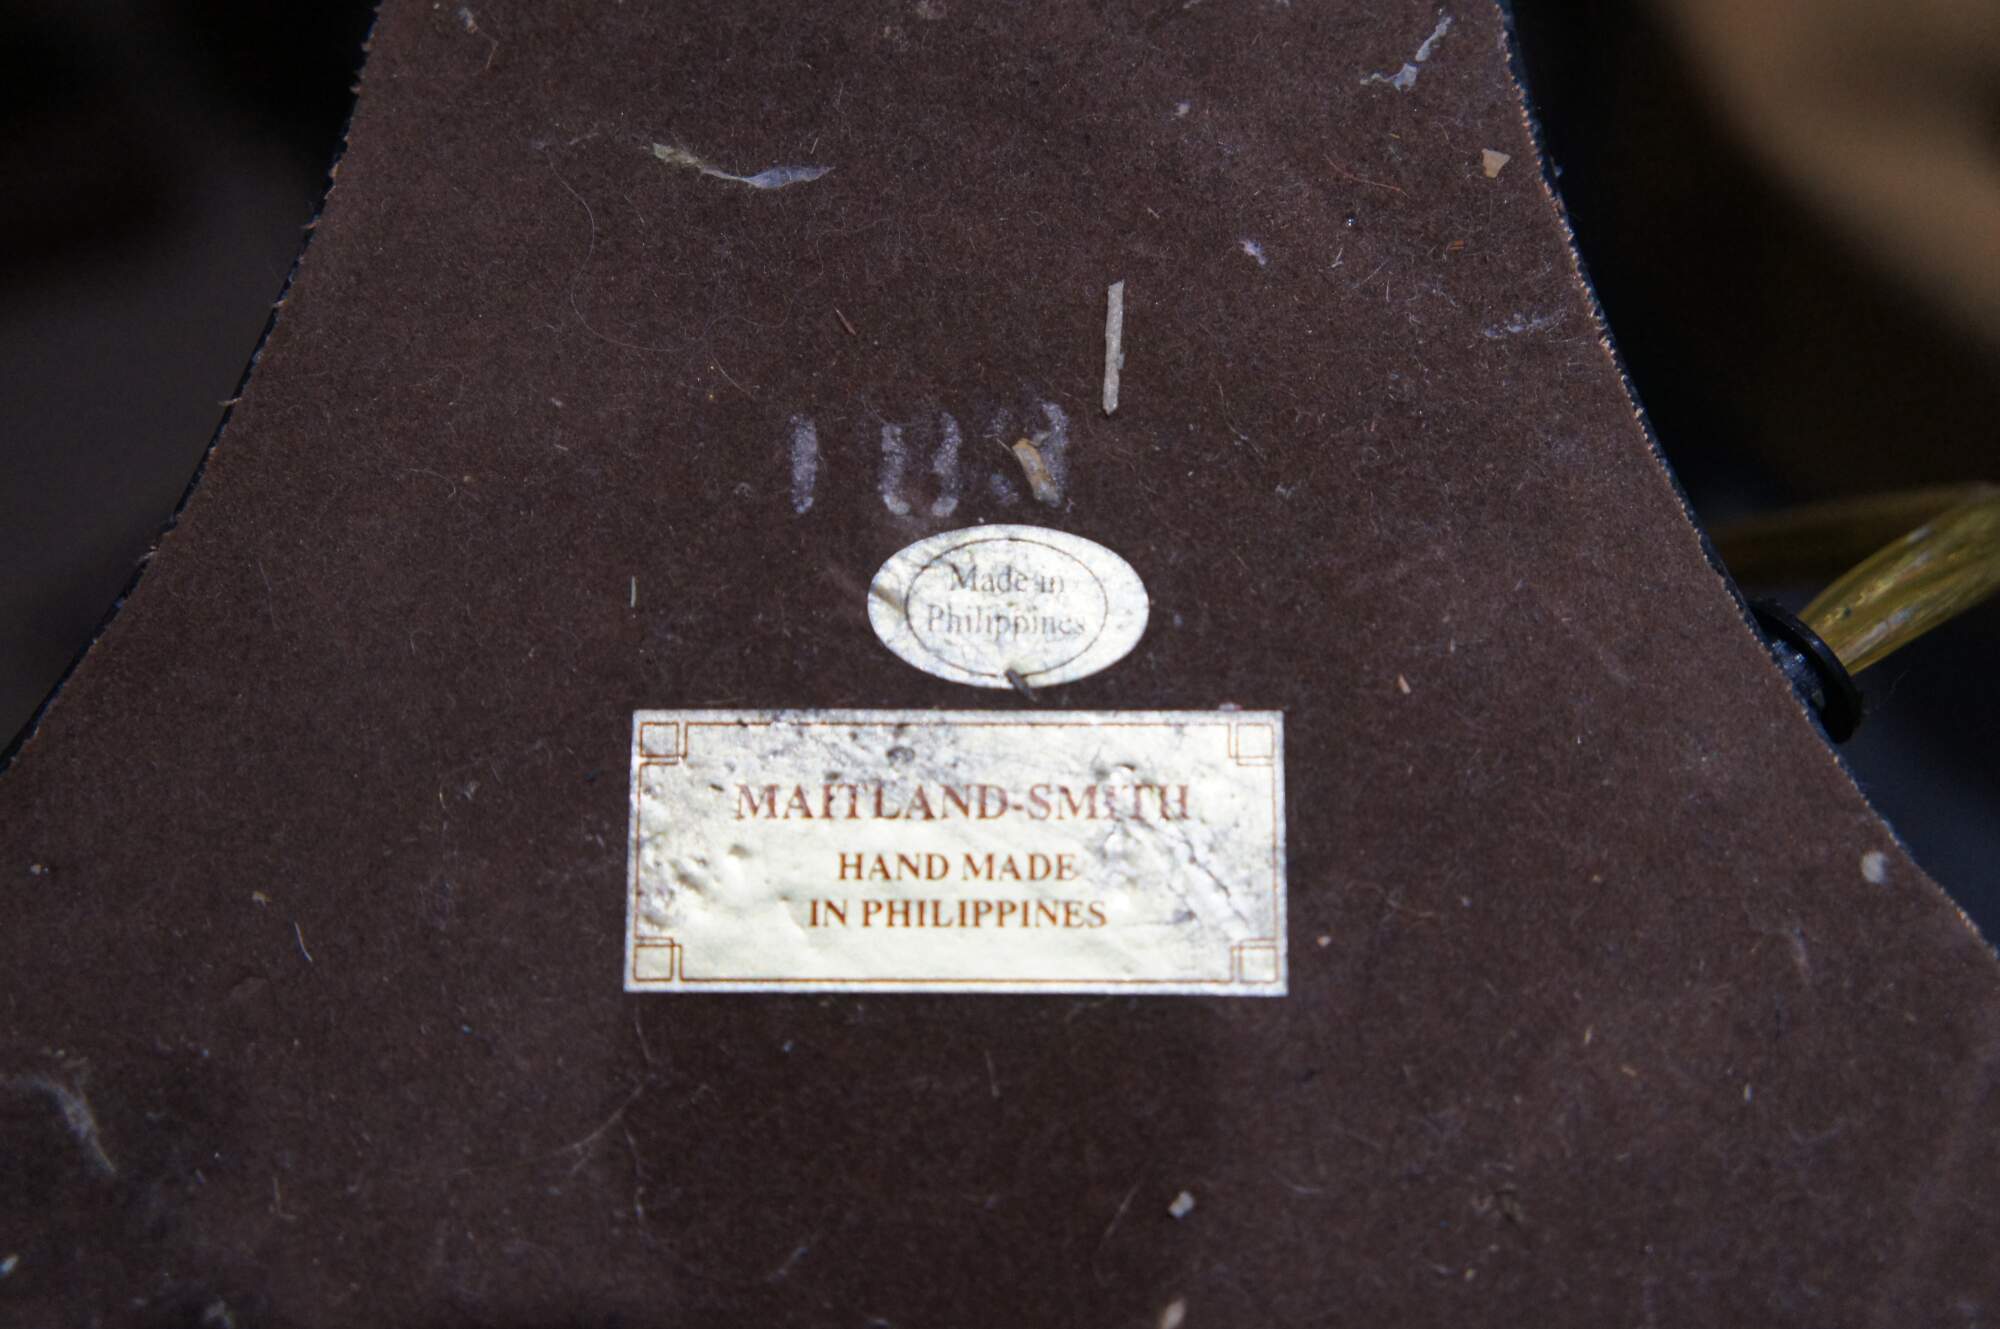 Made in
Philippines
MAITLAND-SMITH
HAND MADE
IN PHILIPPINES